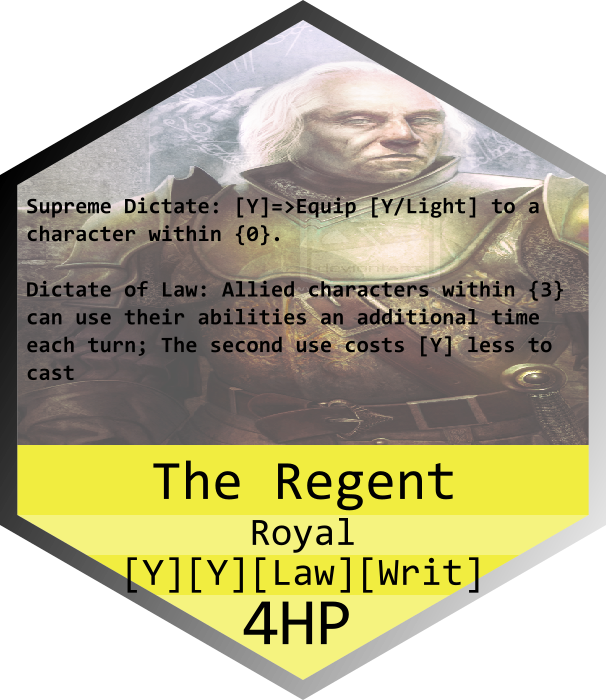 Supreme Dictate: [Y]=>Equip [Y/Light] to a
character within {0}.
Dictate of Law: Allied characters within {3}
can use their abilities an additional time
each turn; The second use costs [Y] less to
cast
The Regent
Royal
[Y][Y][Law][Writ]
4HP